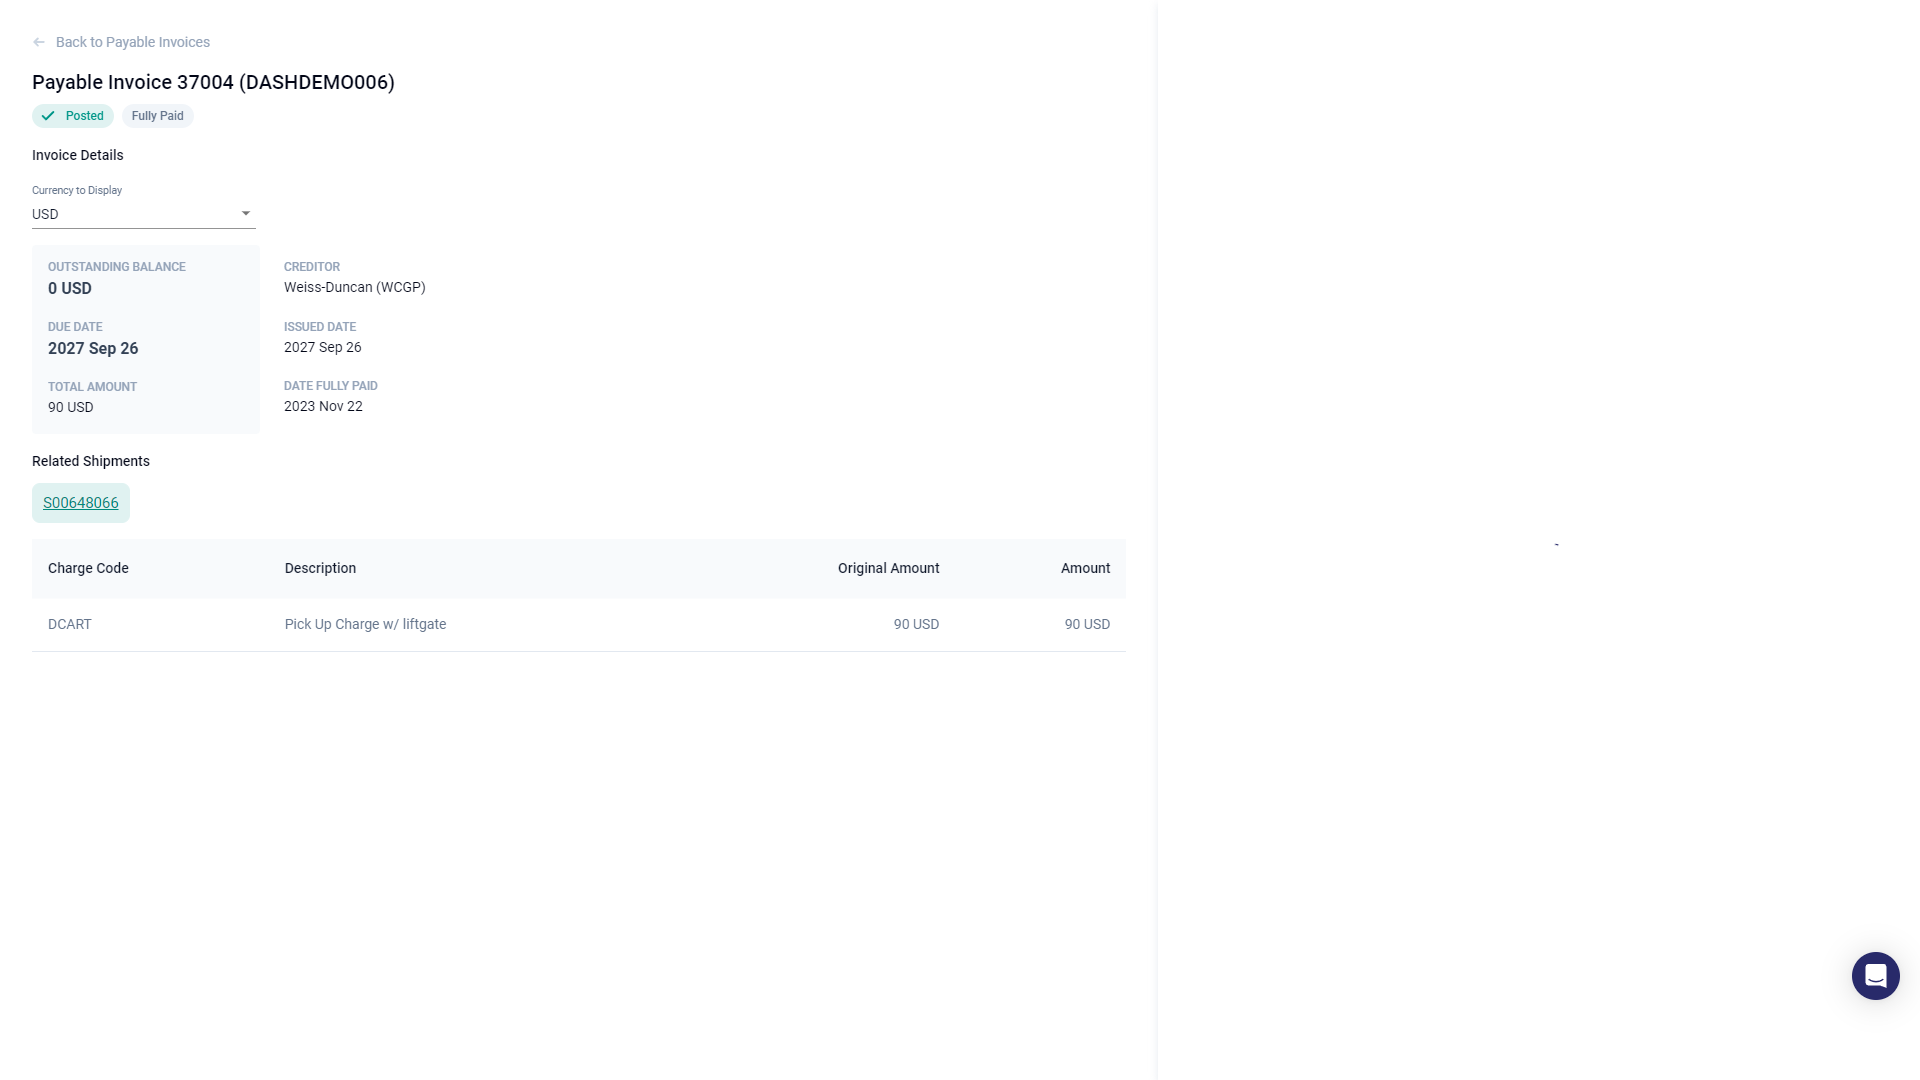 Back to Payable Invoices
Payable Invoice 37004 (DASHDEMO006)
Posted
Fully Paid
Invoice Details
Currency to Display
USD
OUTSTANDING BALANCE
0 USD
DUE DATE
2027 Sep 26
TOTAL AMOUNT
90 USD
CREDITOR
Weiss-Duncan (WCGP)
ISSUED DATE
2027 Sep 26
DATE FULLY PAID
2023 Nov 22
Related Shipments
S00648066
Charge Code Description Original Amount Amount
DCART Pick Up Charge w/ liftgate 90 USD 90 USD
-